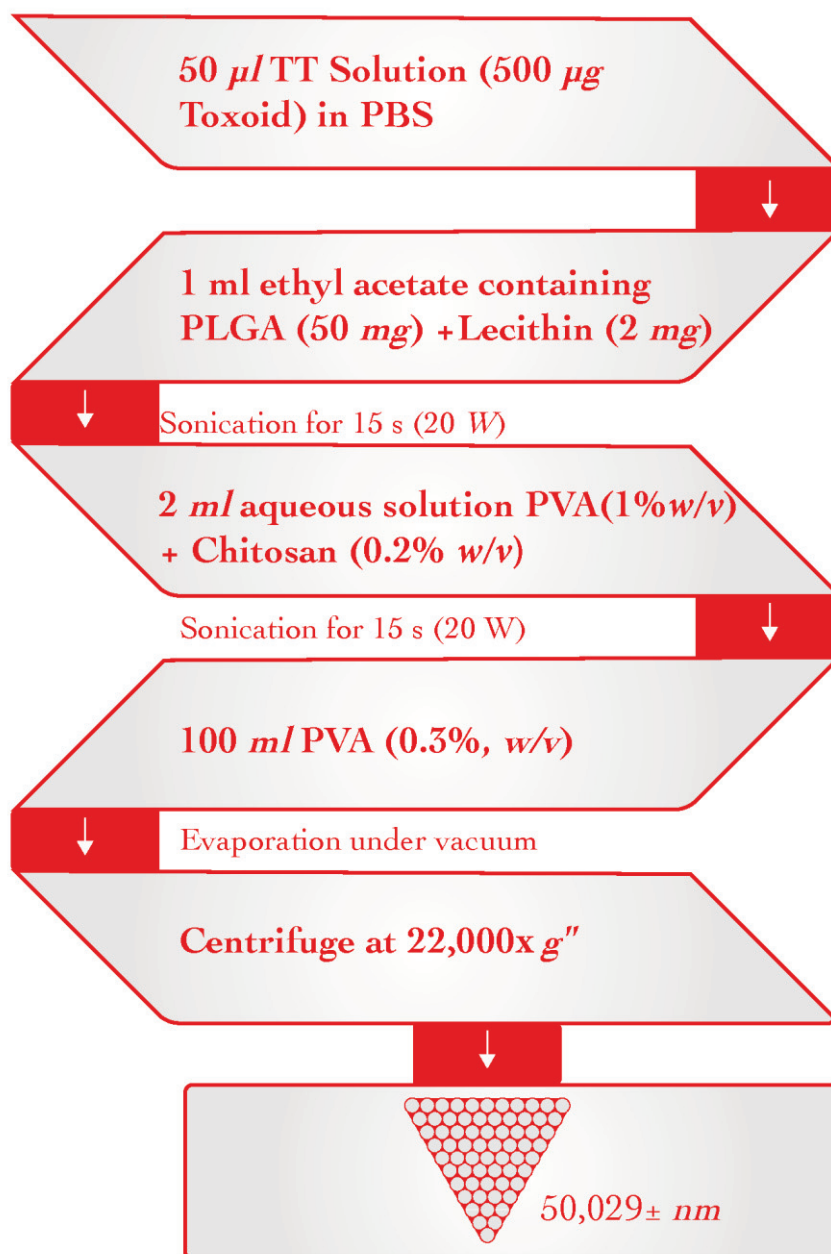 50 µl TT Solution (500 µg
Toxoid) in PBS
1 ml ethyl acetate containing
PLGA (50 mg) +Lecithin (2 mg)
Sonication for 15 s (20 W)
2 ml aqueous solution PVA(1%w/v)
+ Chitosan (0.2% w/v)
Sonication for 15 s (20 W)
100 ml PVA (0.3%, w/v)
Evaporation under vacuum
Centrifuge at 22,000x g″
50,029± nm